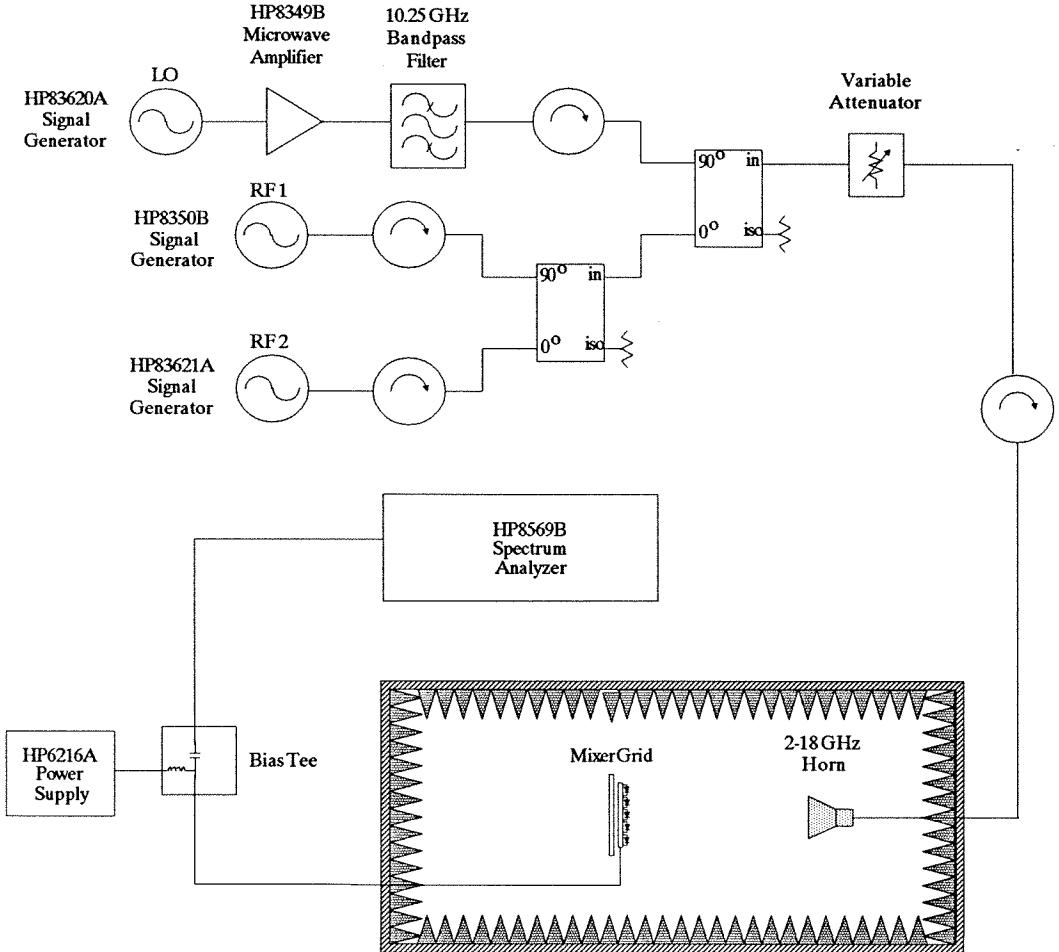 HP8349B
Microwave
Amplifier
10.25 GHz
Bandpass
Filter
LO
HP83620A
Signal
Generator
Variable
Attenuator
90° in
0° iso
RF1
HP8350B
Signal
Generator
90° in
0° iso
RF2
HP83621A
Signal
Generator
HP8569B
Spectrum
Analyzer
HP6216A
Power
Supply
Bias Tee
Mixer Grid
2-18 GHz
Horn